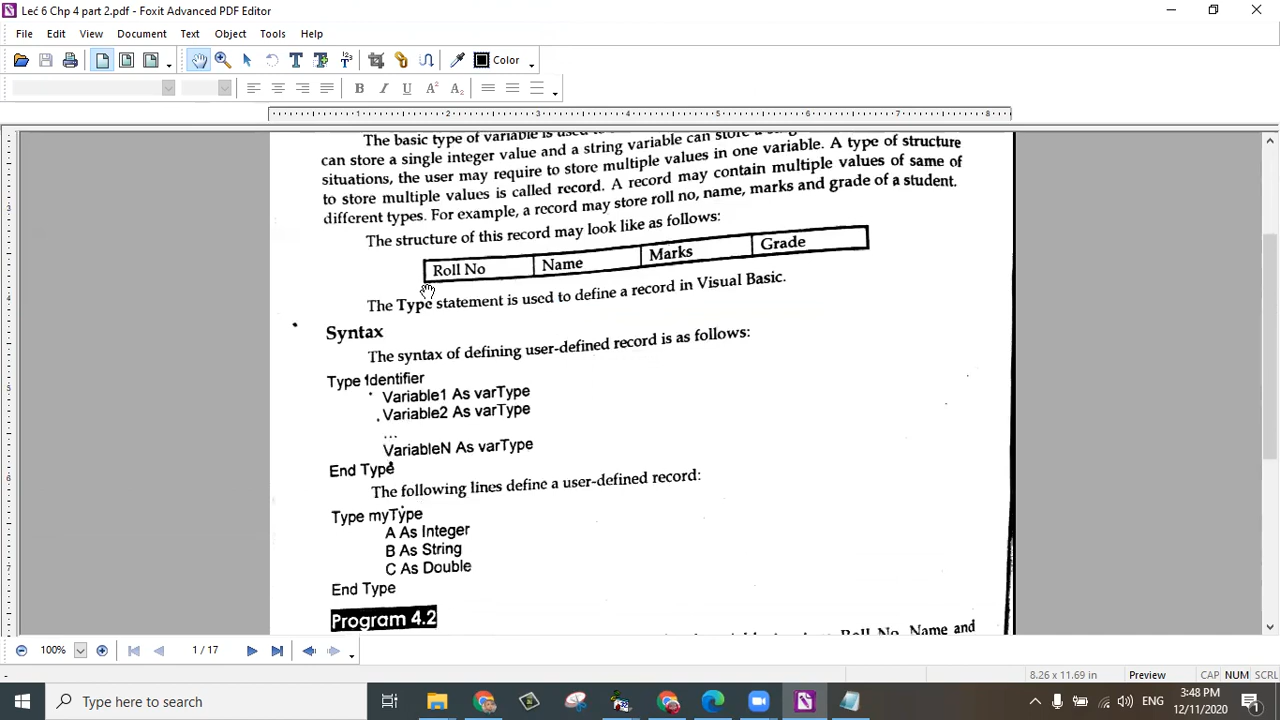 Lec 6 Chp 4 part 2.pdf - Foxit Advanced PDF Editor
File Edit View Document Text Object Tools Help
Color
The basic type of variable is used
can store a single integer value and a string variable can store a
situations, the user may require to store multiple values in one variable. A type of structure
to store multiple values is called record. A record may contain multiple values of same of
different types. For example, a record may store roll no, name, marks and grade of a student.
The structure of this record may look like as follows:
Roll No Name Marks Grade
The Type statement is used to define a record in Visual Basic.
Syntax
The syntax of defining user-defined record is as follows:
Type Identifier
Variable1 As varType
Variable2 As varType
...
VariableN As varType
End Type
The following lines define a user-defined record:
Type myType
A As Integer
B As String
C As Double
End Type
Program 4.2
Roll No, Name and
100% 1 / 17
8.26 x 11.69 in Preview CAP NUM SCRL
Type here to search
ENG 3:48 PM
12/11/2020